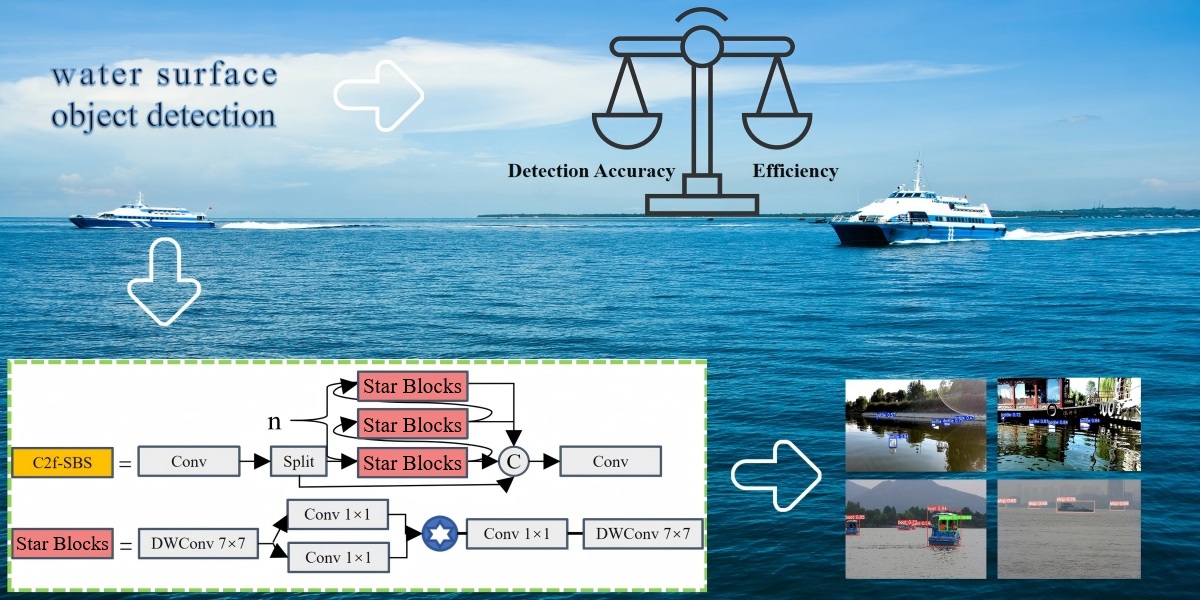 water surface
object detection
Detection Accuracy
Efficiency
Star Blocks
n
Star Blocks
C2f-SBS
=
Conv
Split
Star Blocks
C
Conv
Conv 1×1
Star Blocks
=
DWConv 7×7
Conv 1×1
DWConv 7×7
Conv 1×1